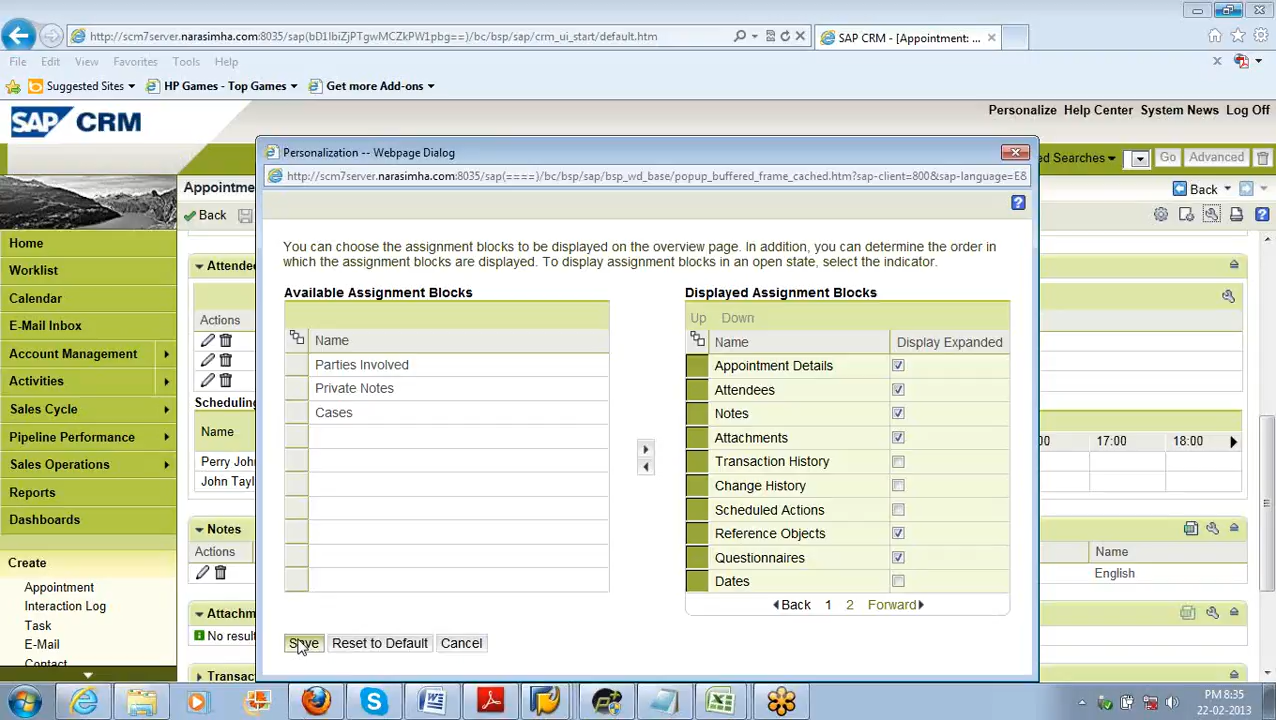 http://scm7server.narasimha.com:8035/sap(bD1lbiZjPTgwMCZkPW1pbg==)/bc/bsp/sap/crm_ui_start/default.htm
SAP CRM - [Appointment: ...
File Edit View Favorites Tools Help
Suggested Sites HP Games - Top Games Get more Add-ons
SAP CRM
Personalize Help Center System News Log Off
Personalization -- Webpage Dialog
ed Searches Go Advanced
http://scm7server.narasimha.com:8035/sap(====)/bc/bsp/sap/bsp_wd_base/popup_buffered_frame_cached.htm?sap-client=800&sap-language=E&
Appointme
Back
Back
Home
Worklist
Calendar
E-Mail Inbox
Account Management
Activities
Sales Cycle
Pipeline Performance
Sales Operations
Reports
Dashboards
Create
Appointment
Interaction Log
Task
E-Mail
Contact
Attende
Actions
Scheduling
Name
Perry Joh
John Tayl
Notes
Actions
Attachm
No resul
Transac
You can choose the assignment blocks to be displayed on the overview page. In addition, you can determine the order in
which the assignment blocks are displayed. To display assignment blocks in an open state, select the indicator.
Available Assignment Blocks
Name
Parties Involved
Private Notes
Cases
Displayed Assignment Blocks
Up Down
Name Display Expanded
Appointment Details
Attendees
Notes
Attachments
Transaction History
Change History
Scheduled Actions
Reference Objects
Questionnaires
Dates
Back 1 2 Forward
Save Reset to Default Cancel
:00 17:00 18:00
Name
English
PM 8:35
22-02-2013